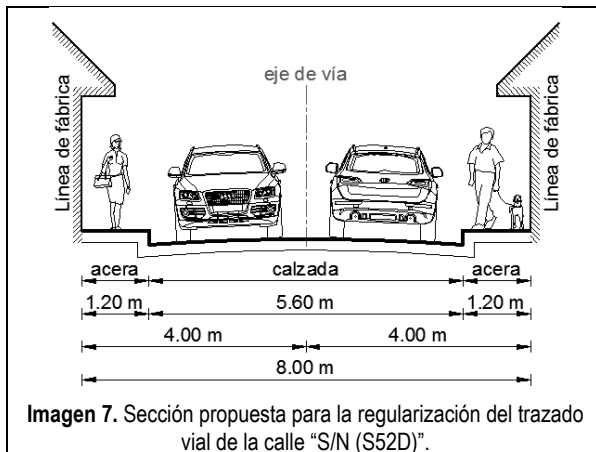 eje de vía
Línea de fábrica
Línea de fábrica
acera calzada acera
1.20 m 5.60 m 1.20 m
4.00 m 4.00 m
8.00 m
Imagen 7. Sección propuesta para la regularización del trazado
vial de la calle “S/N (S52D)”.